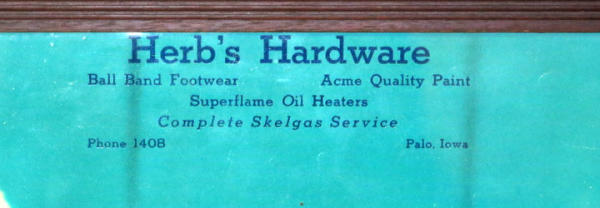 Herb's Hardware
Ball Band Footwear Acme Quality Paint
Superflame Oil Heaters
Complete Skelgas Service
Phone 1408 Palo, Iowa